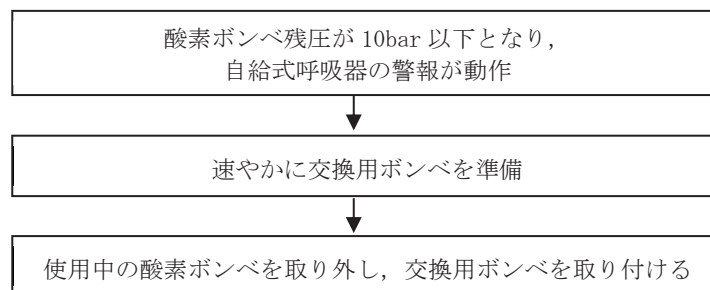 酸素ボンベ残圧が 10bar 以下となり，
自給式呼吸器の警報が動作
速やかに交換用ボンベを準備
使用中の酸素ボンベを取り外し，交換用ボンベを取り付ける